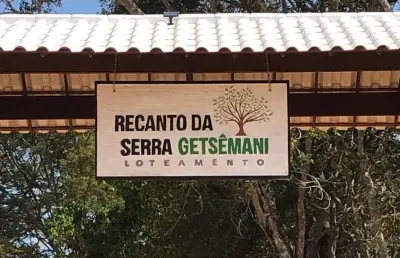 RECANTO DA
SERRA GETSÊMANI
LOTEAMENTO